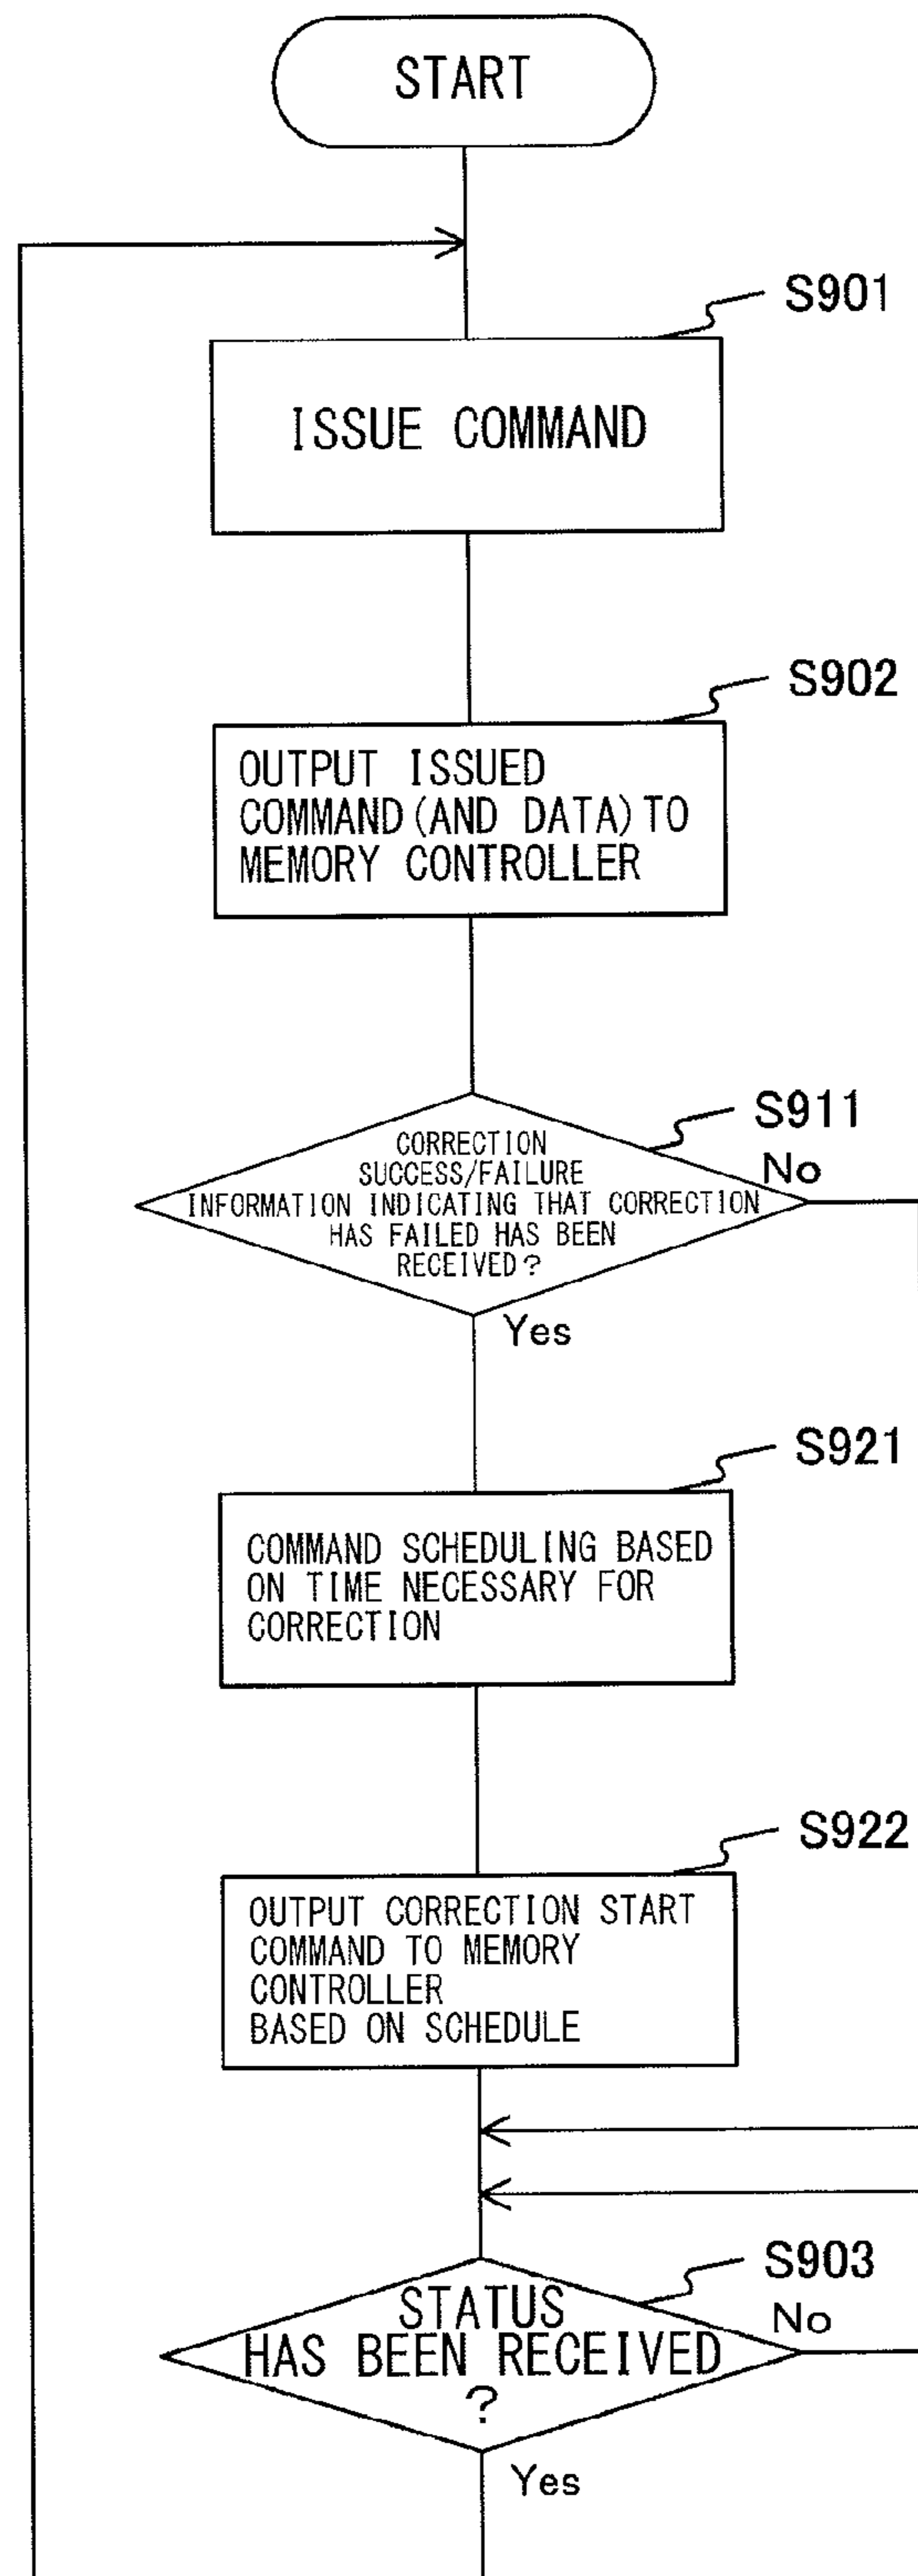 START
S901
ISSUE COMMAND
S902
OUTPUT ISSUED
COMMAND(AND DATA)TO
MEMORY CONTROLLER
S911
CORRECTION
SUCCESS/FAILURE
INFORMATION INDICATING THAT CORRECTION
HAS FAILED HAS BEEN
RECEIVED?
No
Yes
S921
COMMAND SCHEDULING BASED
ON TIME NECESSARY FOR
CORRECTION
S922
OUTPUT CORRECTION START
COMMAND TO MEMORY
CONTROLLER
BASED ON SCHEDULE
S903
STATUS
HAS BEEN RECEIVED
?
No
Yes